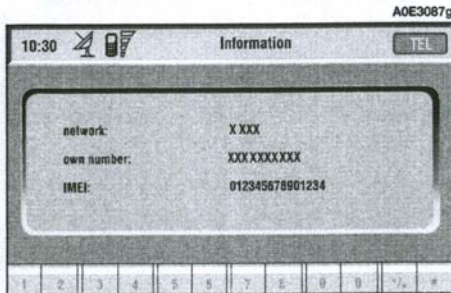 A0E3087g
10:30 Information TEL
network: X XXX
own number: XXX XXXXXXX
IMEI: 012345678901234
1 2 3 4 5 6 7 8 9 0 */+ #